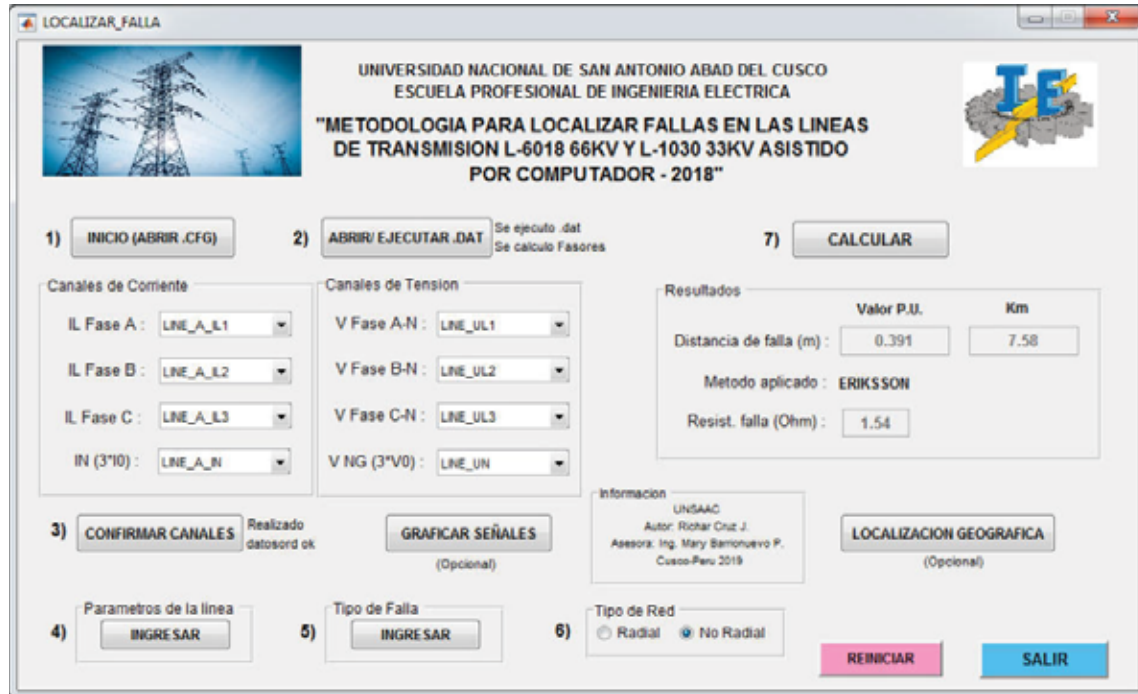 LOCALIZAR_FALLA
UNIVERSIDAD NACIONAL DE SAN ANTONIO ABAD DEL CUSCO
ESCUELA PROFESIONAL DE INGENIERIA ELECTRICA
"METODOLOGIA PARA LOCALIZAR FALLAS EN LAS LINEAS
DE TRANSMISION L-6018 66KV Y L-1030 33KV ASISTIDO
POR COMPUTADOR - 2018"
IE
1) INICIO (ABRIR .CFG)
2) ABRIR/ EJECUTAR .DAT
Se ejecuto .dat
Se calculo Fasores
7) CALCULAR
Canales de Corriente
IL Fase A : LINE_A_IL1
IL Fase B : LINE_A_IL2
IL Fase C : LINE_A_IL3
IN (3*I0) : LINE_A_IN
Canales de Tension
V Fase A-N : LINE_UL1
V Fase B-N : LINE_UL2
V Fase C-N : LINE_UL3
V NG (3*V0) : LINE_UN
Resultados
Valor P.U. Km
Distancia de falla (m) : 0.391 7.58
Metodo aplicado : ERIKSSON
Resist. falla (Ohm) : 1.54
3) CONFIRMAR CANALES
Realizado
datosord ok
GRAFICAR SEÑALES
(Opcional)
Informacion
UNSAAC
Autor: Richar Cruz J.
Asesora: Ing. Mary Barrionuevo P.
Cusco-Peru 2019
LOCALIZACION GEOGRAFICA
(Opcional)
4) Parametros de la linea
INGRESAR
5) Tipo de Falla
INGRESAR
6) Tipo de Red
Radial No Radial
REINICIAR
SALIR